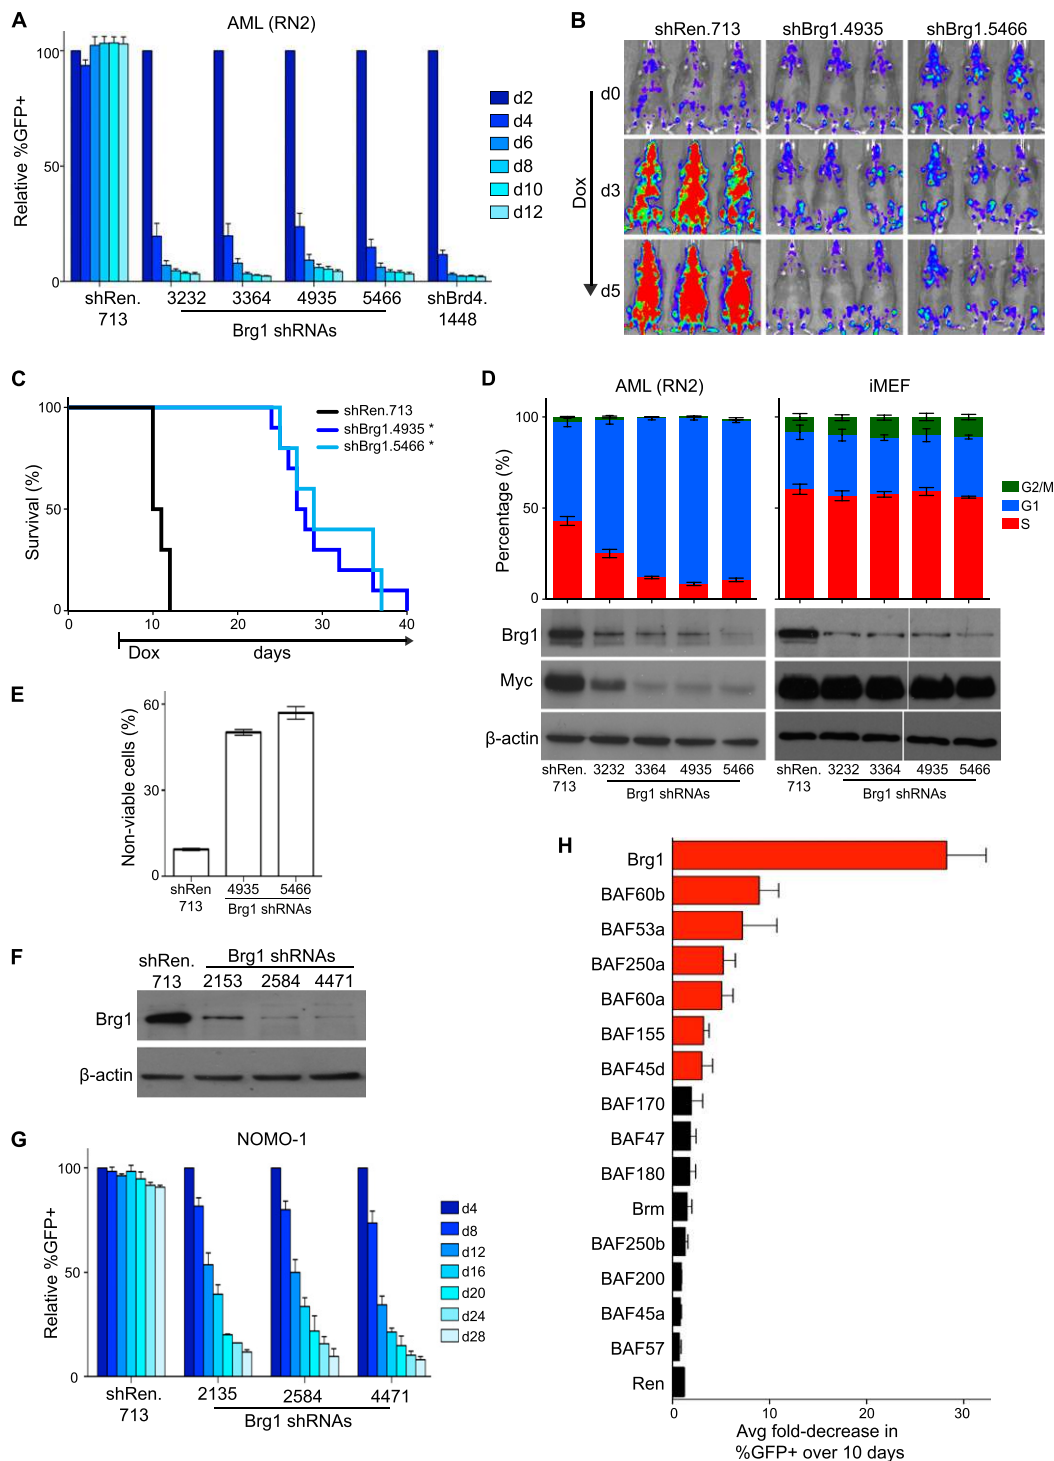 A
AML (RN2)
Relative %GFP+
100
50
0
d2
d4
d6
d8
d10
d12
shRen.
713
3232
3364
4935
5466
shBrd4.
1448
Brg1 shRNAs
B
shRen.713
shBrg1.4935
shBrg1.5466
d0
d3
d5
Dox
C
Survival (%)
100
50
0
shRen.713
shBrg1.4935 *
shBrg1.5466 *
0
10
20
30
40
Dox
days
D
AML (RN2)
iMEF
Percentage (%)
100
50
0
100
50
0
G2/M
G1
S
Brg1
Myc
β-actin
shRen.
713
3232
3364
4935
5466
Brg1 shRNAs
shRen.
713
3232
3364
4935
5466
Brg1 shRNAs
E
Non-viable cells (%)
60
30
0
shRen
713
4935
5466
Brg1 shRNAs
F
shRen.
713
Brg1 shRNAs
2153
2584
4471
Brg1
β-actin
G
NOMO-1
Relative %GFP+
100
50
0
d4
d8
d12
d16
d20
d24
d28
shRen.
713
2135
2584
4471
Brg1 shRNAs
H
Brg1
BAF60b
BAF53a
BAF250a
BAF60a
BAF155
BAF45d
BAF170
BAF47
BAF180
Brm
BAF250b
BAF200
BAF45a
BAF57
Ren
0
10
20
30
Avg fold-decrease in
%GFP+ over 10 days